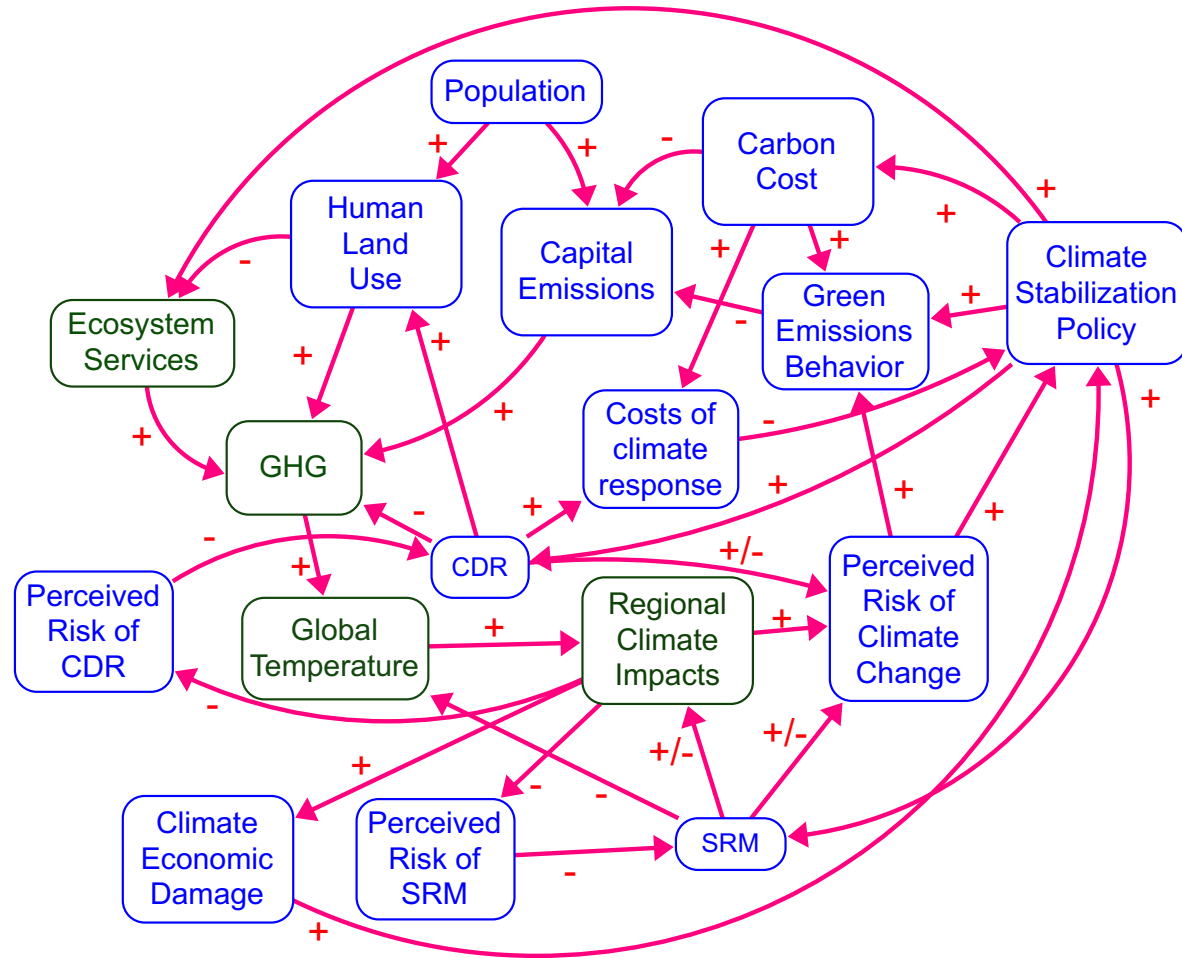 Population
+
+
-
Carbon
Cost
+
+
Human
Land
Use
-
Capital
Emissions
+
+
Climate
Stabilization
Policy
+
Green
Emissions
Behavior
-
Ecosystem
Services
+
+
+
+
Costs of
climate
response
-
+
GHG
+
+
-
+
CDR
+/-
+
+
-
+
Perceived
Risk of
CDR
Global
Temperature
+
Regional
Climate
Impacts
+
Perceived
Risk of
Climate
Change
-
+
+/-
+/-
-
-
Climate
Economic
Damage
Perceived
Risk of
SRM
-
SRM
+